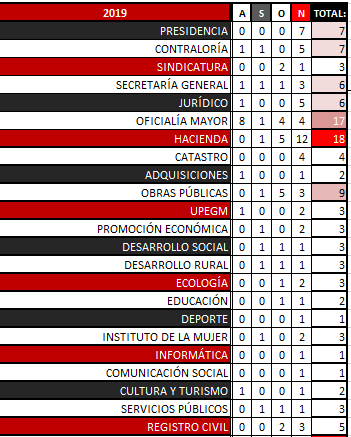 2019 A S O N TOTAL:
PRESIDENCIA 0 0 0 7 7
CONTRALORÍA 1 1 0 5 7
SINDICATURA 0 0 2 1 3
SECRETARÍA GENERAL 1 1 1 3 6
JURÍDICO 1 0 0 5 6
OFICIALÍA MAYOR 8 1 4 4 17
HACIENDA 0 1 5 12 18
CATASTRO 0 0 0 4 4
ADQUISICIONES 1 0 0 1 2
OBRAS PÚBLICAS 0 1 5 3 9
UPEGM 1 0 0 2 3
PROMOCIÓN ECONÓMICA 0 1 0 2 3
DESARROLLO SOCIAL 0 1 1 1 3
DESARROLLO RURAL 0 1 1 1 3
ECOLOGÍA 0 0 1 2 3
EDUCACIÓN 0 0 1 1 2
DEPORTE 0 0 0 1 1
INSTITUTO DE LA MUJER 0 1 0 2 3
INFORMÁTICA 0 0 0 1 1
COMUNICACIÓN SOCIAL 0 0 0 1 1
CULTURA Y TURISMO 1 0 0 1 2
SERVICIOS PÚBLICOS 0 1 1 1 3
REGISTRO CIVIL 0 0 2 3 5